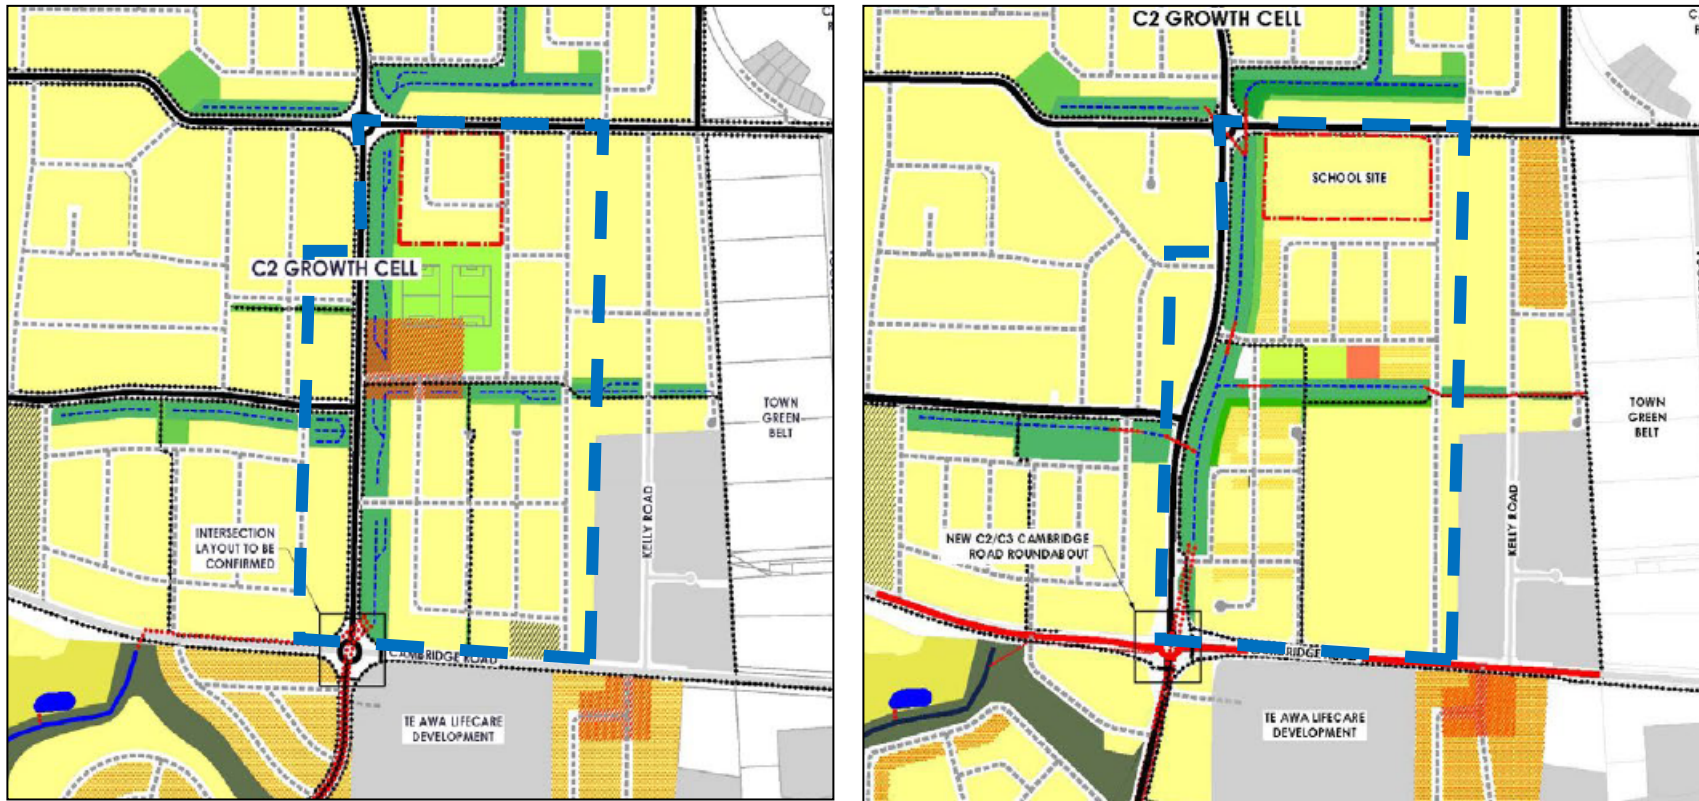 C2 GROWTH CELL
INTERSECTION
LAYOUT TO BE
CONFIRMED
KELLY ROAD
TOWN
GREEN
BELT
CAMBRIDGE ROAD
TE AWA LIFECARE
DEVELOPMENT
C2 GROWTH CELL
SCHOOL SITE
TOWN
GREEN
BELT
NEW C2/C3 CAMBRIDGE
ROAD ROUNDABOUT
KELLY ROAD
TE AWA LIFECARE
DEVELOPMENT